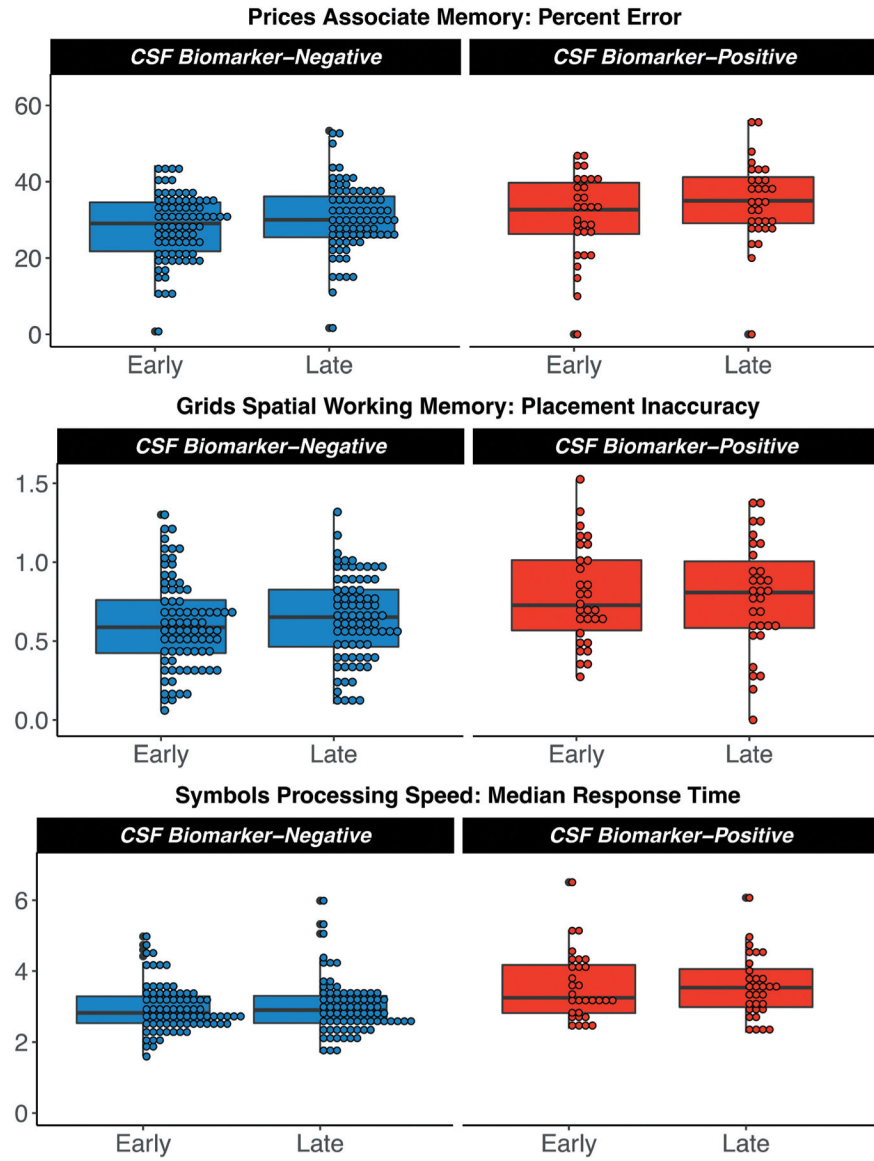 Prices Associate Memory: Percent Error
CSF Biomarker–Negative CSF Biomarker–Positive
60
40
20
0
Early Late Early Late
Grids Spatial Working Memory: Placement Inaccuracy
CSF Biomarker–Negative CSF Biomarker–Positive
1.5
1.0
0.5
0.0
Early Late Early Late
Symbols Processing Speed: Median Response Time
CSF Biomarker–Negative CSF Biomarker–Positive
6
4
2
0
Early Late Early Late